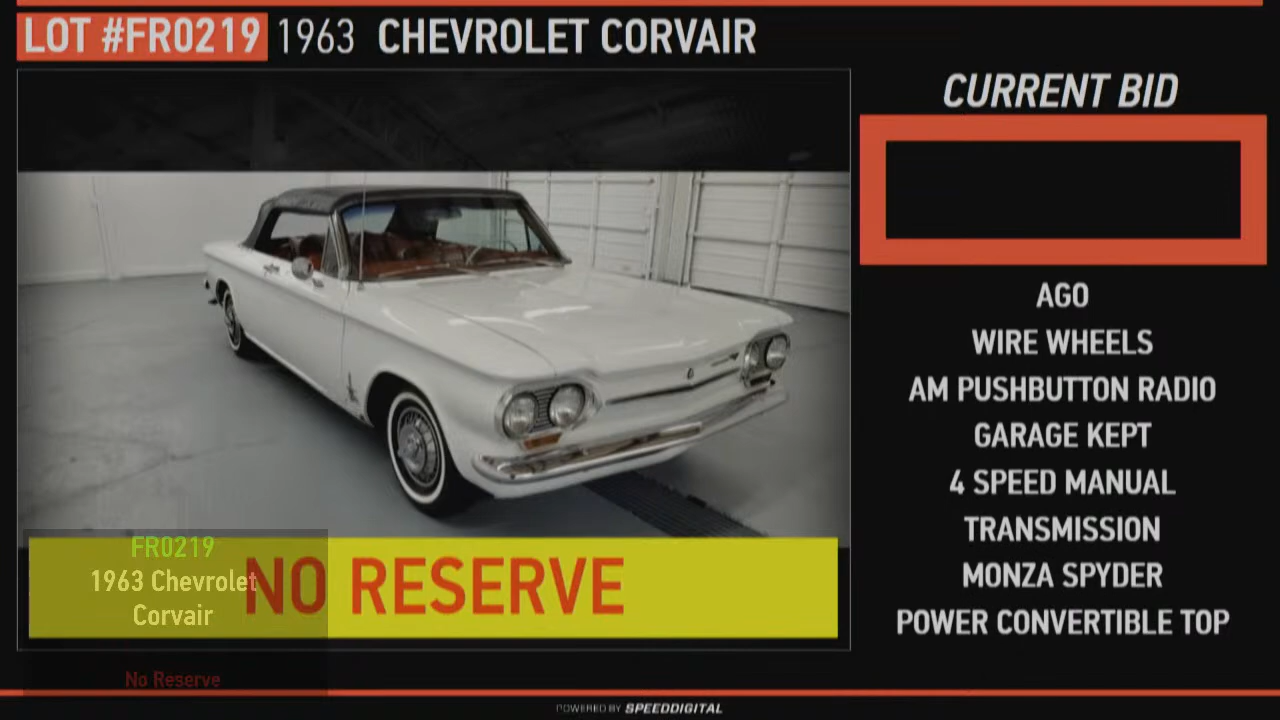 LOT #FR0219 1963 CHEVROLET CORVAIR
CURRENT BID
AGO
WIRE WHEELS
AM PUSHBUTTON RADIO
GARAGE KEPT
4 SPEED MANUAL
TRANSMISSION
MONZA SPYDER
POWER CONVERTIBLE TOP
NO RESERVE
FR0219
1963 Chevrolet
Corvair
No Reserve
POWERED BY SPEEDDIGITAL